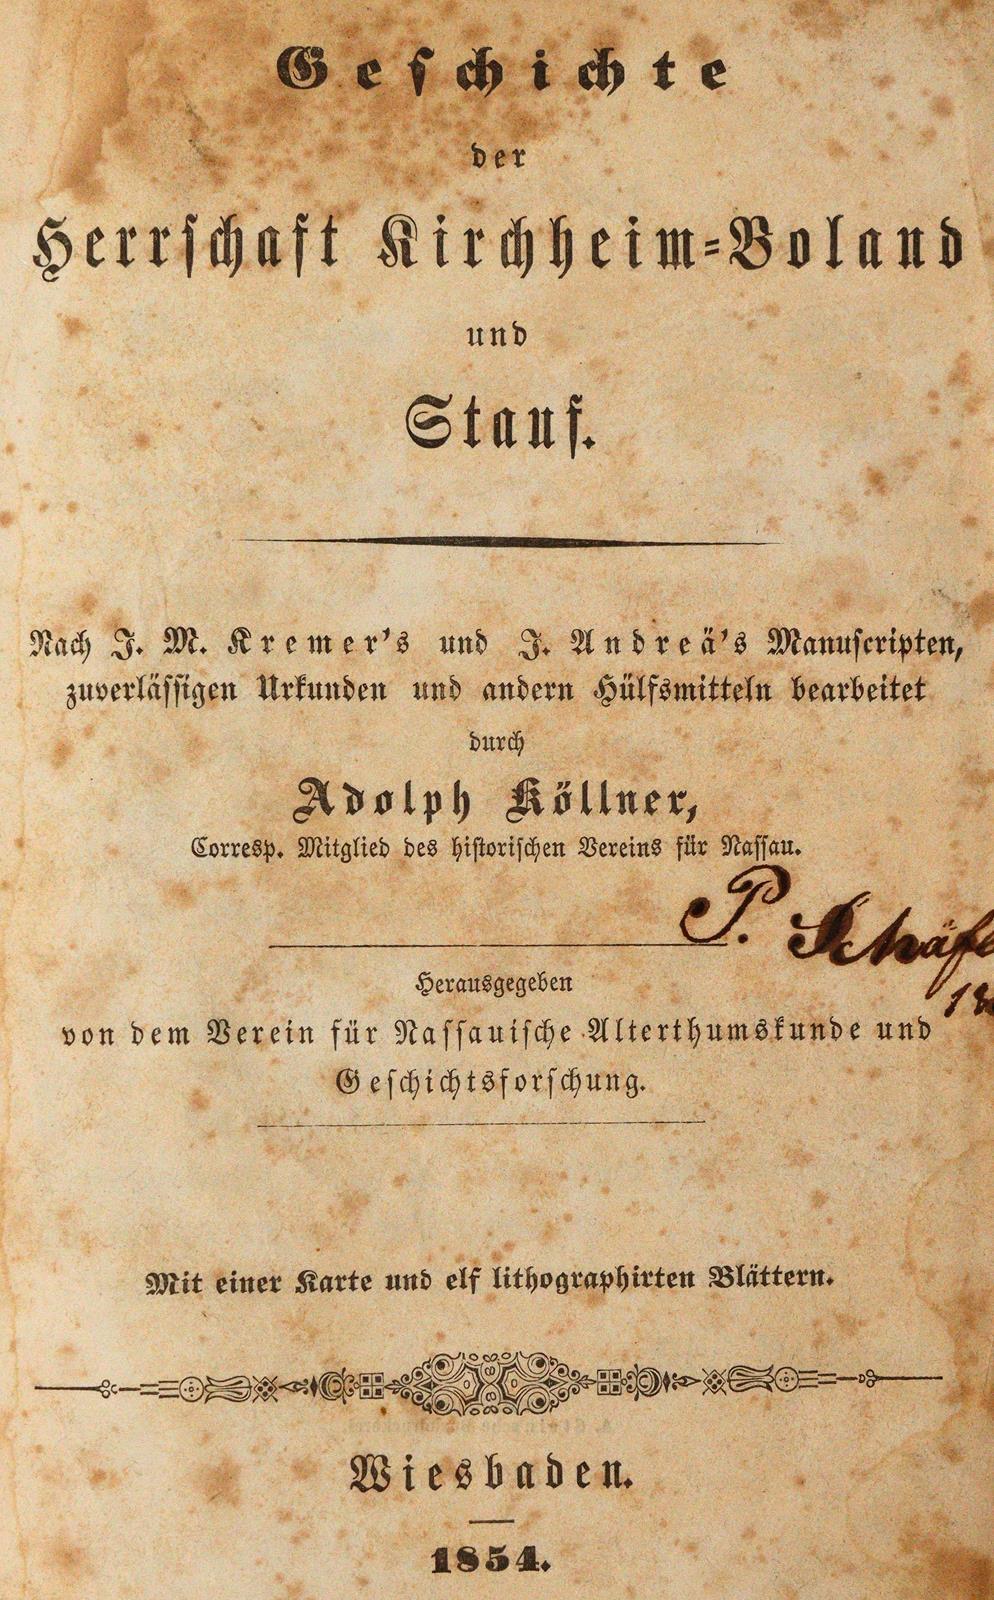 Geschichte
der
Herrschaft Kirchheim-Boland
und
Stauf.
Nach J. M. Kremer's und J. Andreä's Manuscripten,
zuverlässigen Urkunden und andern Hülfsmitteln bearbeitet
durch
Adolph Köllner,
Corresp. Mitglied des historischen Vereins für Nassau.
P. Schäfe
Herausgegeben
von dem Verein für Nassauische Alterthumskunde und
Geschichtsforschung.
Mit einer Karte und elf lithographirten Blättern.
Wiesbaden.
1854.